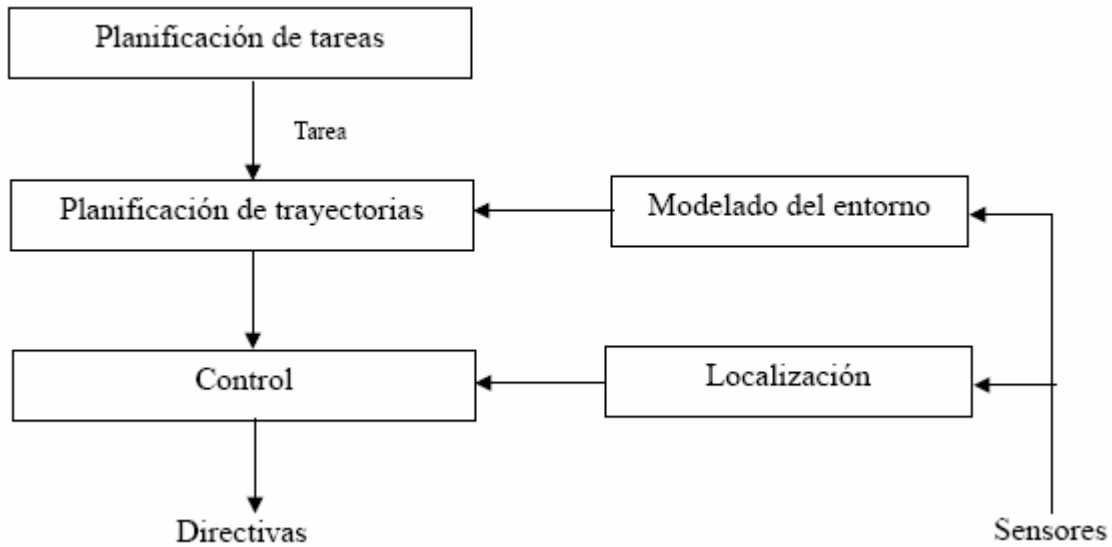 Planificación de tareas
Tarea
Planificación de trayectorias
Modelado del entorno
Control
Localización
Directivas
Sensores